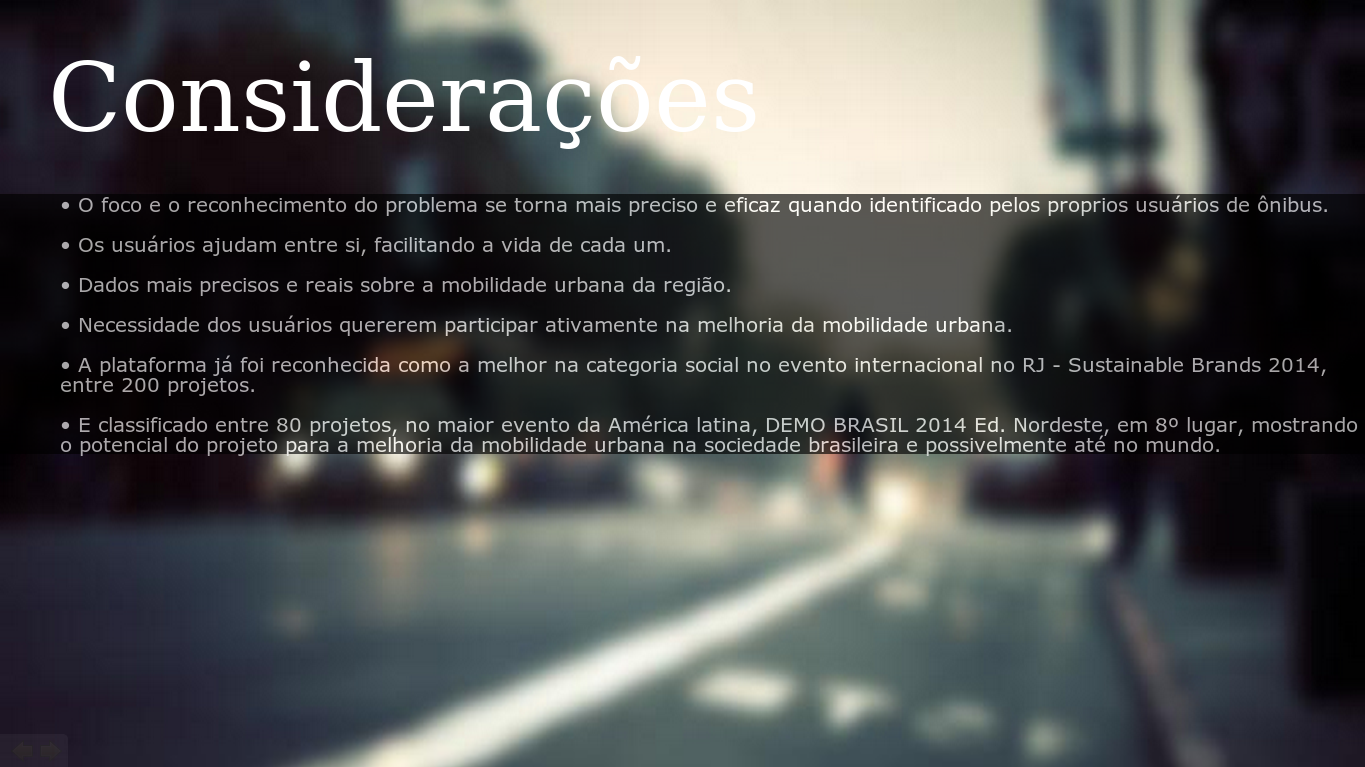 Considerações
• O foco e o reconhecimento do problema se torna mais preciso e eficaz quando identificado pelos proprios usuários de ônibus.
• Os usuários ajudam entre si, facilitando a vida de cada um.
• Dados mais precisos e reais sobre a mobilidade urbana da região.
• Necessidade dos usuários quererem participar ativamente na melhoria da mobilidade urbana.
• A plataforma já foi reconhecida como a melhor na categoria social no evento internacional no RJ - Sustainable Brands 2014,
entre 200 projetos.
• E classificado entre 80 projetos, no maior evento da América latina, DEMO BRASIL 2014 Ed. Nordeste, em 8º lugar, mostrando
o potencial do projeto para a melhoria da mobilidade urbana na sociedade brasileira e possivelmente até no mundo.